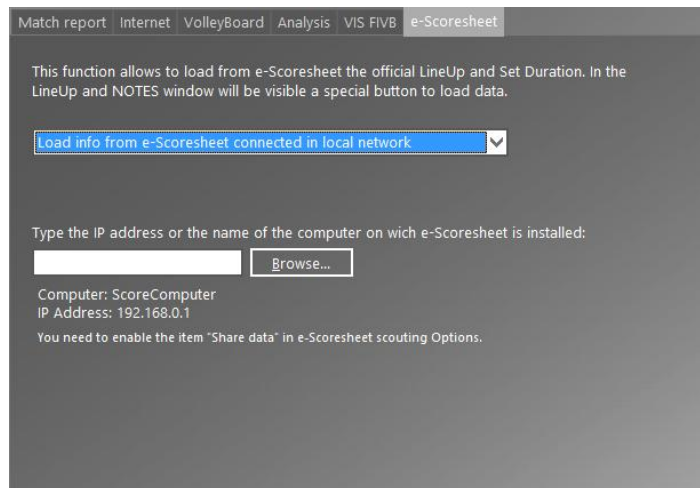 Match report Internet VolleyBoard Analysis VIS FIVB e-Scoresheet
This function allows to load from e-Scoresheet the official LineUp and Set Duration. In the
LineUp and NOTES window will be visible a special button to load data.
Load info from e-Scoresheet connected in local network
Type the IP address or the name of the computer on wich e-Scoresheet is installed:
Browse...
Computer: ScoreComputer
IP Address: 192.168.0.1
You need to enable the item "Share data" in e-Scoresheet scouting Options.